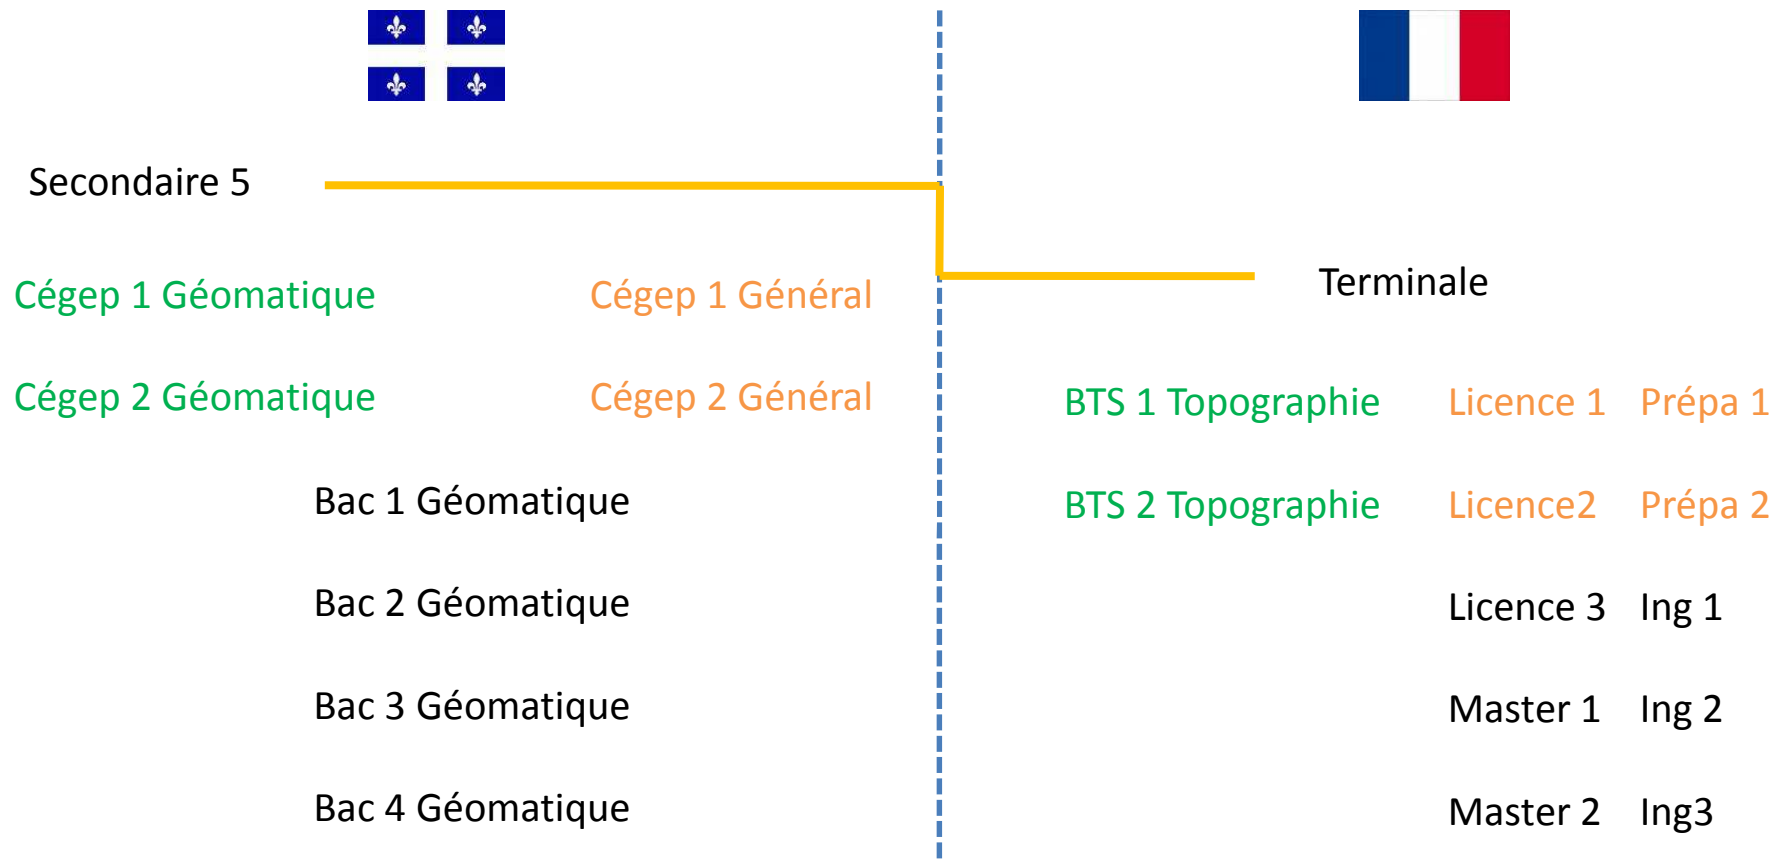 Secondaire 5
Cégep 1 Géomatique
Cégep 1 Général
Cégep 2 Géomatique
Cégep 2 Général
Bac 1 Géomatique
Bac 2 Géomatique
Bac 3 Géomatique
Bac 4 Géomatique
Terminale
BTS 1 Topographie
Licence 1
Prépa 1
BTS 2 Topographie
Licence2
Prépa 2
Licence 3
Ing 1
Master 1
Ing 2
Master 2
Ing3